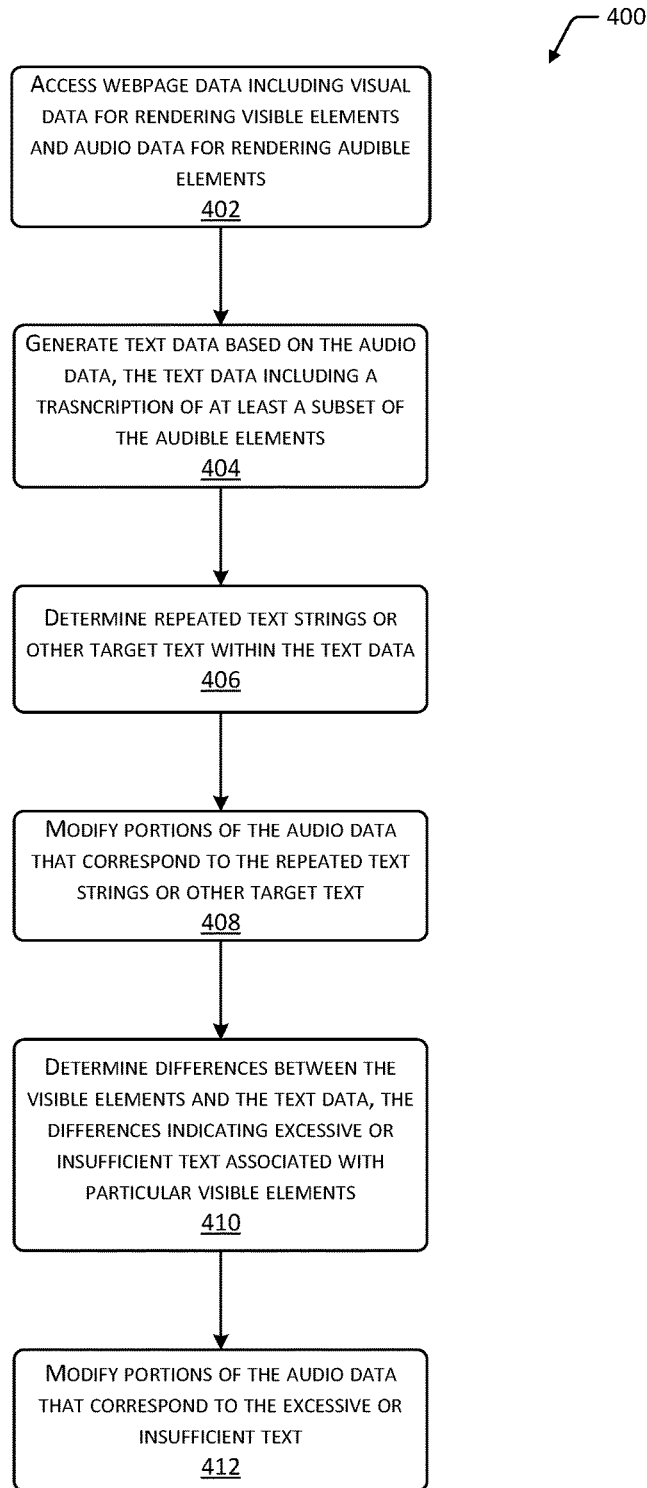 400
ACCESS WEBPAGE DATA INCLUDING VISUAL
DATA FOR RENDERING VISIBLE ELEMENTS
AND AUDIO DATA FOR RENDERING AUDIBLE
ELEMENTS
402
GENERATE TEXT DATA BASED ON THE AUDIO
DATA, THE TEXT DATA INCLUDING A
TRASNCRIPTION OF AT LEAST A SUBSET OF
THE AUDIBLE ELEMENTS
404
DETERMINE REPEATED TEXT STRINGS OR
OTHER TARGET TEXT WITHIN THE TEXT DATA
406
MODIFY PORTIONS OF THE AUDIO DATA
THAT CORRESPOND TO THE REPEATED TEXT
STRINGS OR OTHER TARGET TEXT
408
DETERMINE DIFFERENCES BETWEEN THE
VISIBLE ELEMENTS AND THE TEXT DATA, THE
DIFFERENCES INDICATING EXCESSIVE OR
INSUFFICIENT TEXT ASSOCIATED WITH
PARTICULAR VISIBLE ELEMENTS
410
MODIFY PORTIONS OF THE AUDIO DATA
THAT CORRESPOND TO THE EXCESSIVE OR
INSUFFICIENT TEXT
412